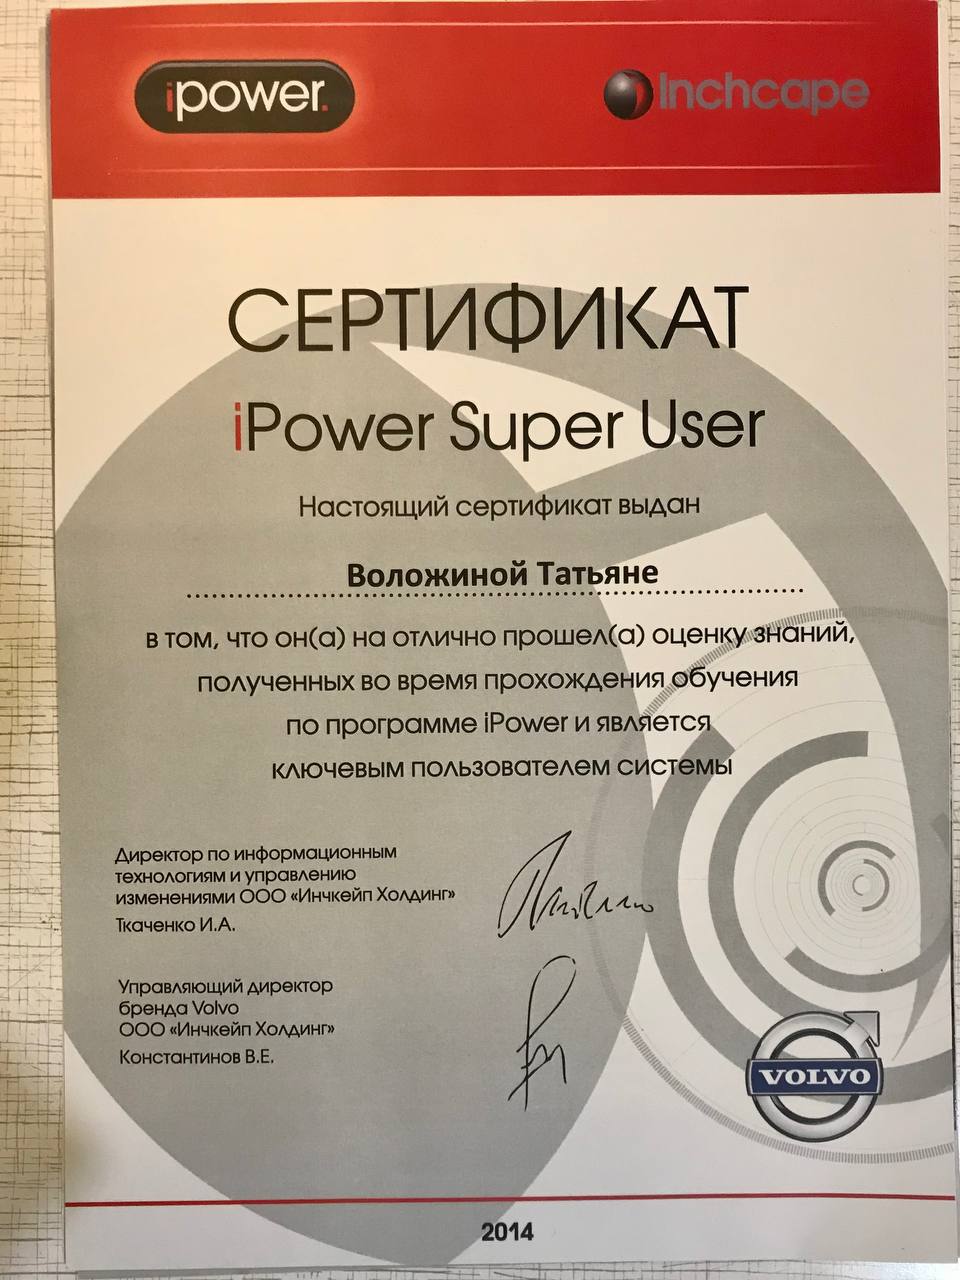 ipower.
Inchcape
СЕРТИФИКАТ
iPower Super User
Настоящий сертификат выдан
Воложиной Татьяне
в том, что он(а) на отлично прошел(а) оценку знаний,
полученных во время прохождения обучения
по программе iPower и является
ключевым пользователем системы
Директор по информационным
технологиям и управлению
изменениями ООО «Инчкейп Холдинг»
Ткаченко И.А.
Управляющий директор
бренда Volvo
ООО «Инчкейп Холдинг»
Константинов В.Е.
VOLVO
2014